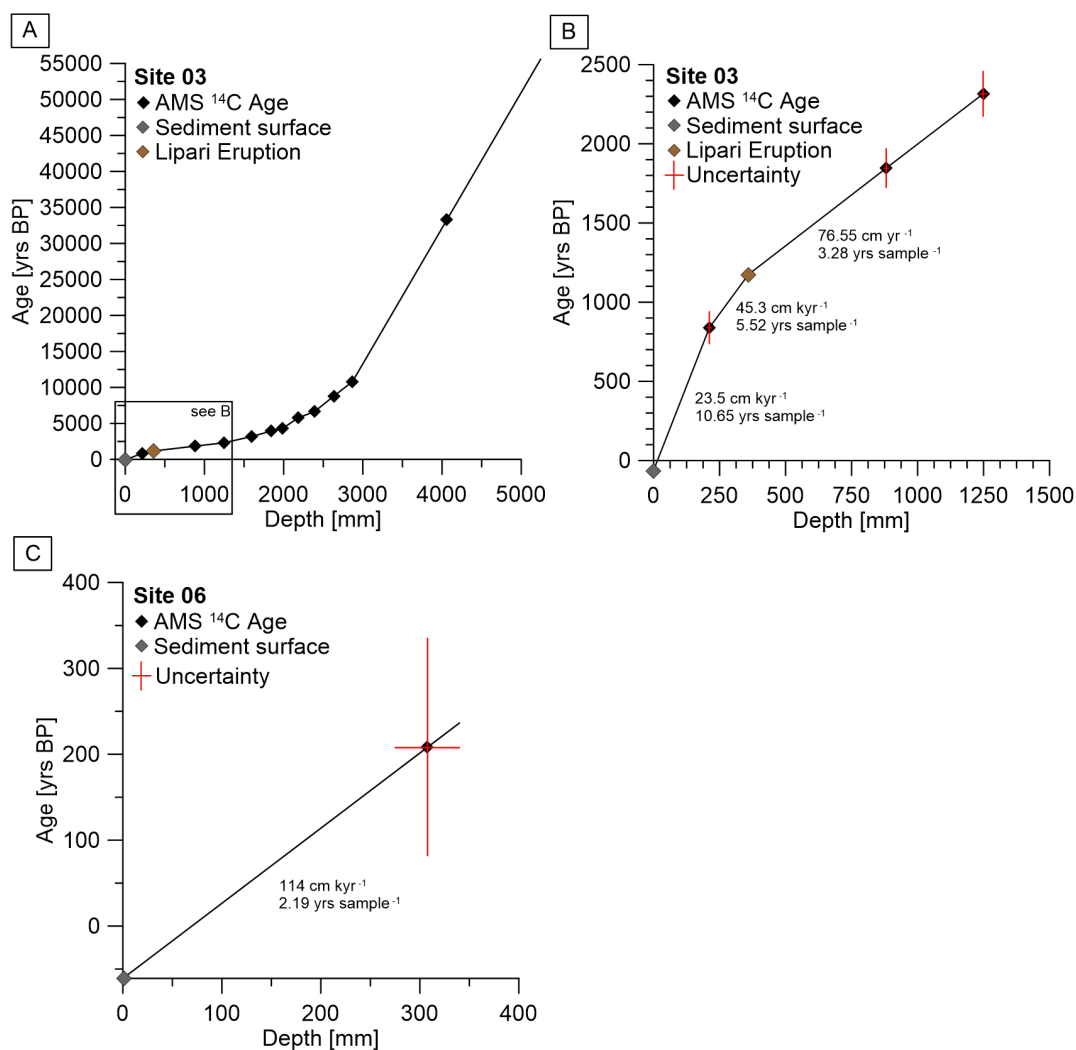 A
55000
50000
45000
40000
35000
30000
25000
20000
15000
10000
5000
0
Age [yrs BP]
Site 03
AMS ¹⁴C Age
Sediment surface
Lipari Eruption
see B
0 1000 2000 3000 4000 5000
Depth [mm]
B
2500
2000
1500
1000
500
0
Age [yrs BP]
Site 03
AMS ¹⁴C Age
Sediment surface
Lipari Eruption
Uncertainty
76.55 cm yr ⁻¹
3.28 yrs sample ⁻¹
45.3 cm kyr ⁻¹
5.52 yrs sample ⁻¹
23.5 cm kyr ⁻¹
10.65 yrs sample ⁻¹
0 250 500 750 1000 1250 1500
Depth [mm]
C
400
300
200
100
0
Age [yrs BP]
Site 06
AMS ¹⁴C Age
Sediment surface
Uncertainty
114 cm kyr ⁻¹
2.19 yrs sample ⁻¹
0 100 200 300 400
Depth [mm]